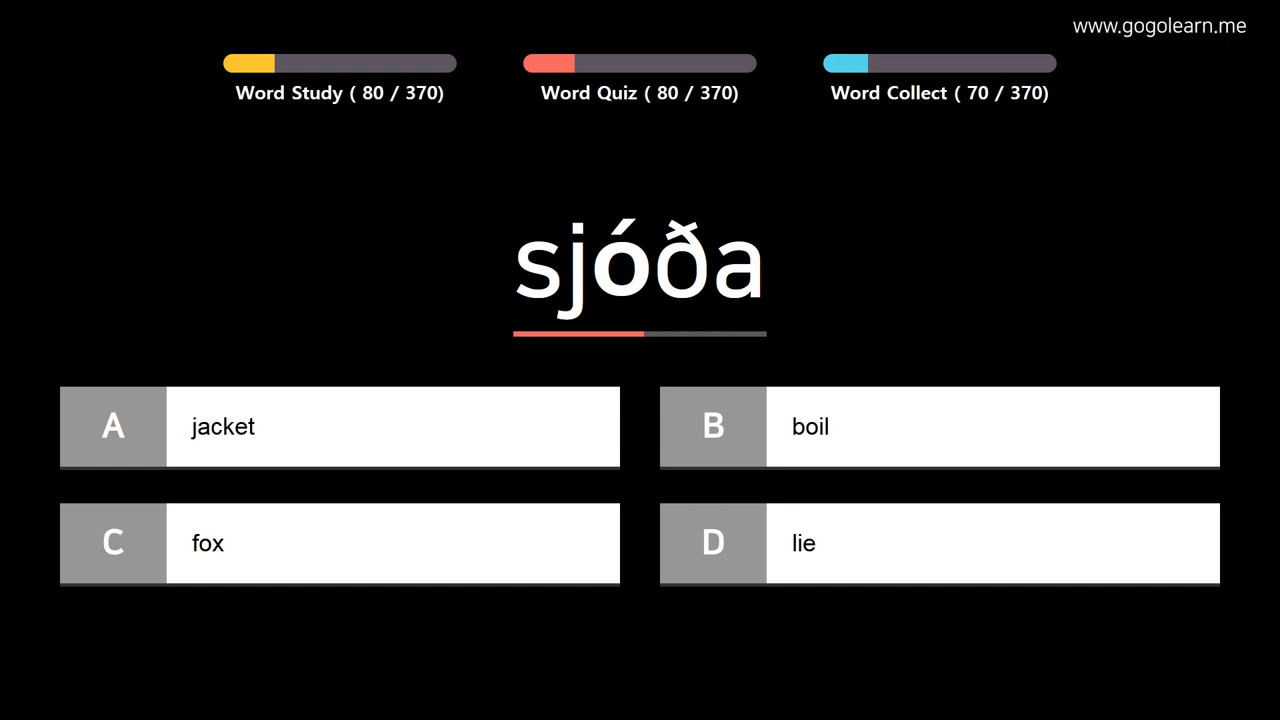 www.gogolearn.me
Word Study ( 80 / 370)
Word Quiz ( 80 / 370)
Word Collect ( 70 / 370)
sjóða
A jacket
B boil
C fox
D lie